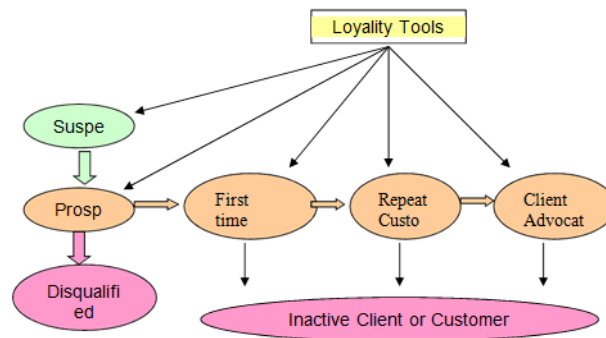 Loyality Tools
Suspe
Prosp
First
time
Repeat
Custo
Client
Advocat
Disqualifi
ed
Inactive Client or Customer